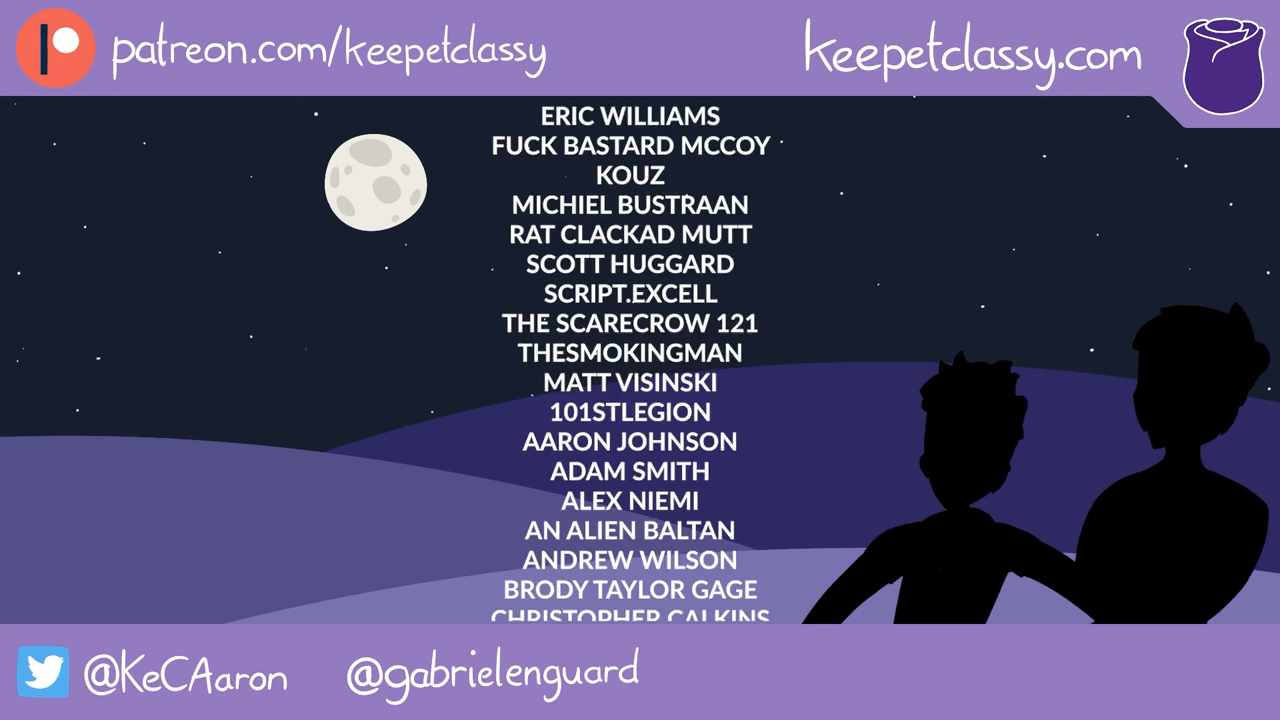 patreon.com/keepetclassy
keepetclassy.com
ERIC WILLIAMS
FUCK BASTARD MCCOY
KOUZ
MICHIEL BUSTRAAN
RAT CLACKAD MUTT
SCOTT HUGGARD
SCRIPT.EXCELL
THE SCARECROW 121
THESMOKINGMAN
MATT VISINSKI
101STLEGION
AARON JOHNSON
ADAM SMITH
ALEX NIEMI
AN ALIEN BALTAN
ANDREW WILSON
BRODY TAYLOR GAGE
CHRISTOPHER CALKINS
@KeCAaron
@gabrielenguard